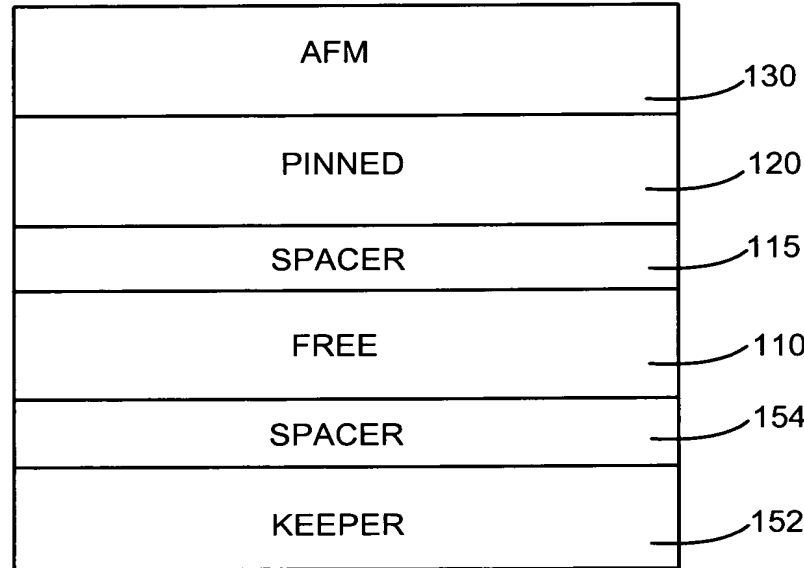 AFM
130
PINNED
120
SPACER
115
FREE
110
SPACER
154
KEEPER
152